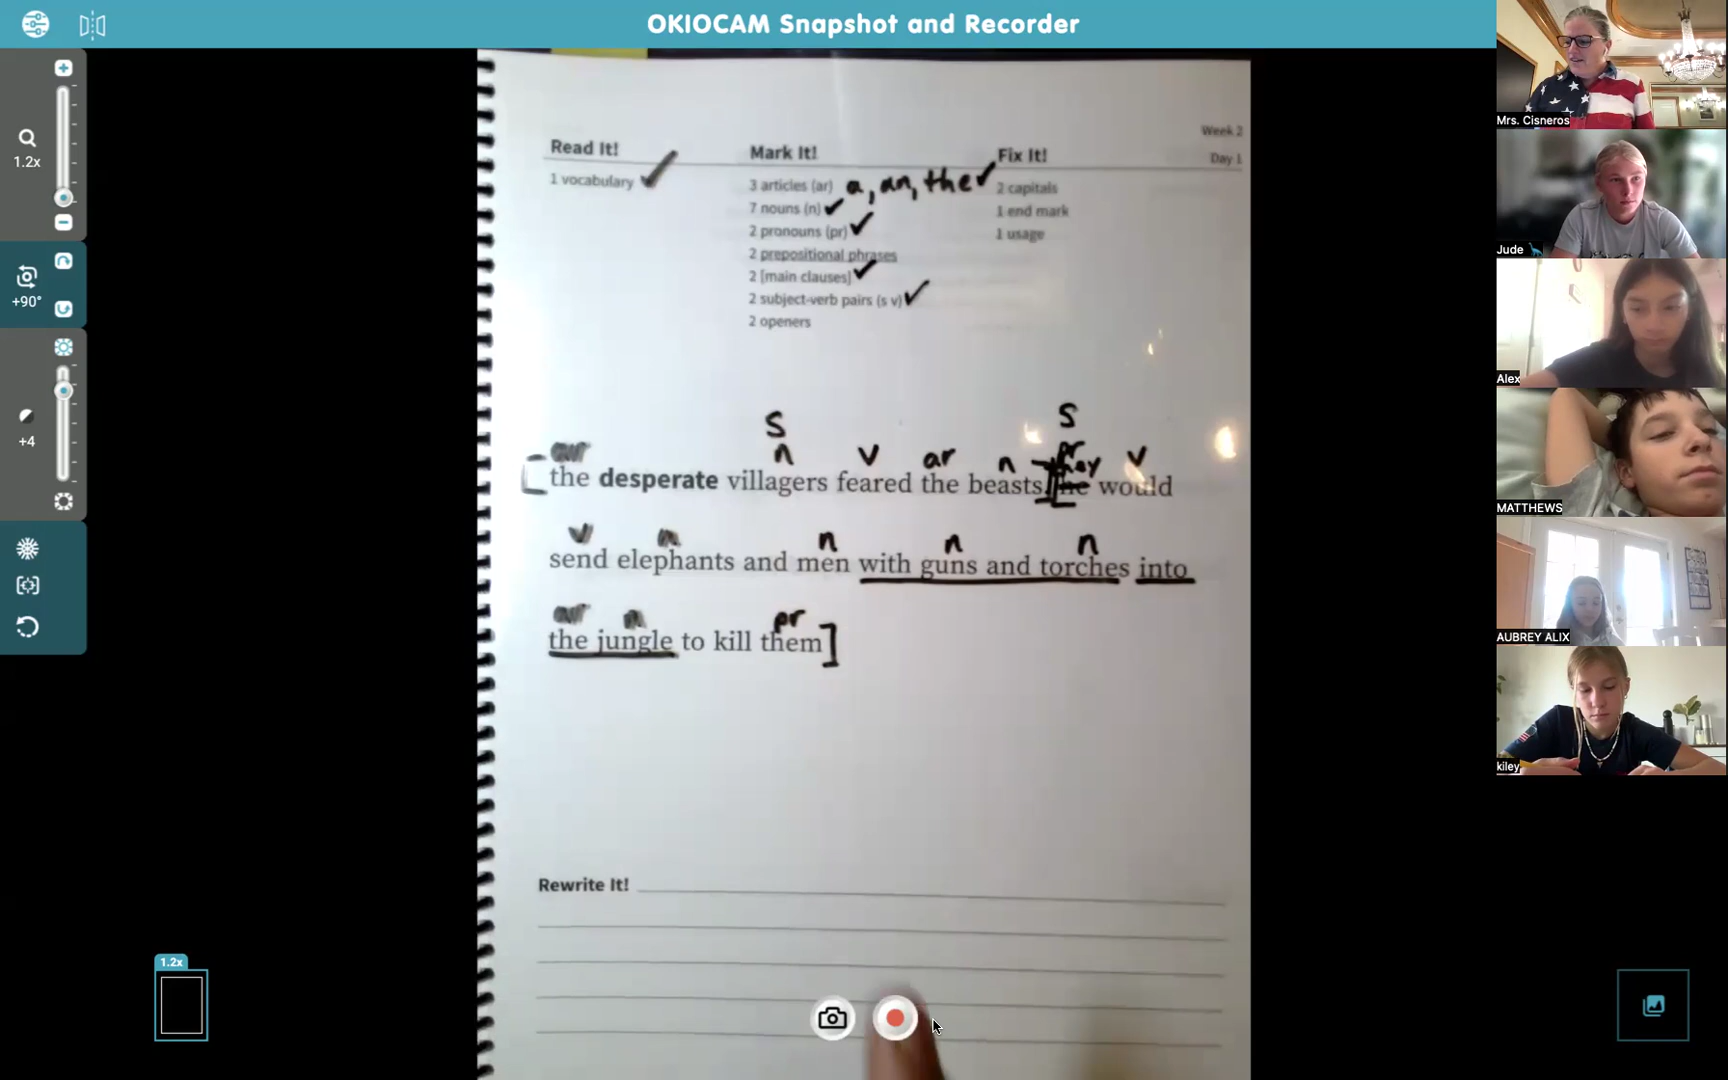 OKIOCAM Snapshot and Recorder
1.2x
+90°
+4
1.2x
Week 2
Day 1
Read It!
1 vocabulary ✓
Mark It!
3 articles (ar) a, an, the ✓
7 nouns (n) ✓
2 pronouns (pr) ✓
2 prepositional phrases
2 [main clauses] ✓
2 subject-verb pairs (s v) ✓
2 openers
Fix It!
2 capitals
1 end mark
1 usage
S S
ar n v ar n pr v
they
[the desperate villagers feared the beasts] [he would
v n n n n
send elephants and men with guns and torches into
ar n pr
the jungle to kill them]
Rewrite It!
Mrs. Cisneros
Jude
Alex
MATTHEWS
AUBREY ALIX
kiley